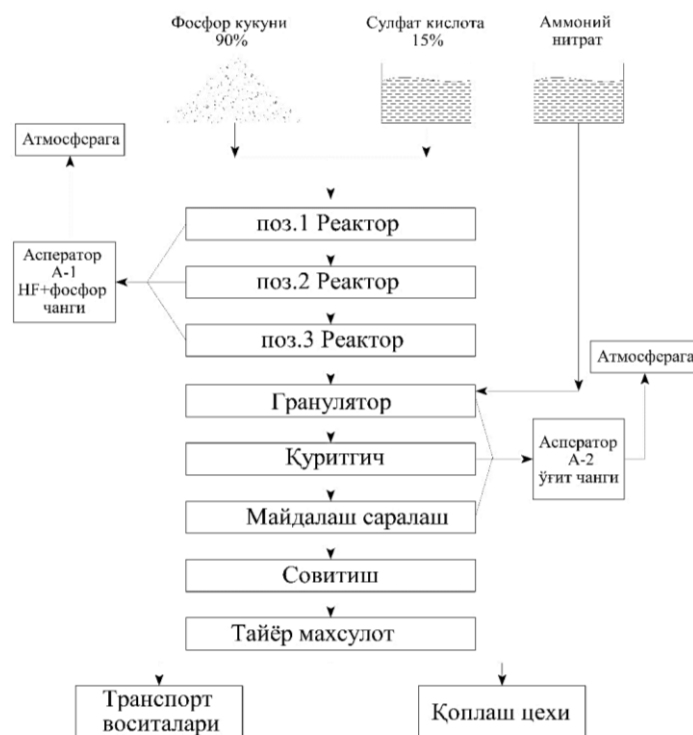 Фосфор кукуни
90%
Сулфат кислота
15%
Аммоний
нитрат
Атмосферага
поз.1 Реактор
Асператор
А-1
HF+фосфор
чанги
поз.2 Реактор
поз.3 Реактор
Атмосферага
Гранулятор
Қуритгич
Асператор
А-2
ўғит чанги
Майдалаш саралаш
Совитиш
Тайёр махсулот
Транспорт
воситалари
Қоплаш цехи